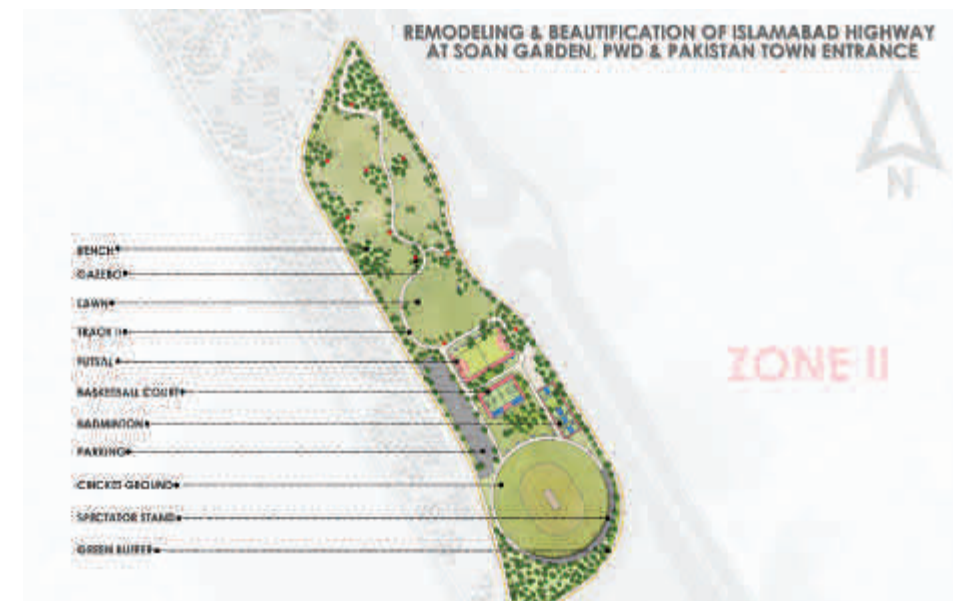 REMODELING & BEAUTIFICATION OF ISLAMABAD HIGHWAY
AT SOAN GARDEN, PWD & PAKISTAN TOWN ENTRANCE
N
BENCH
GAZEBO
LAWN
TRACK II
FUTSAL
BASKETBALL COURT
BADMINTON
PARKING
CRICKET GROUND
SPECTATOR STAND
GREEN BUFFER
ZONE II